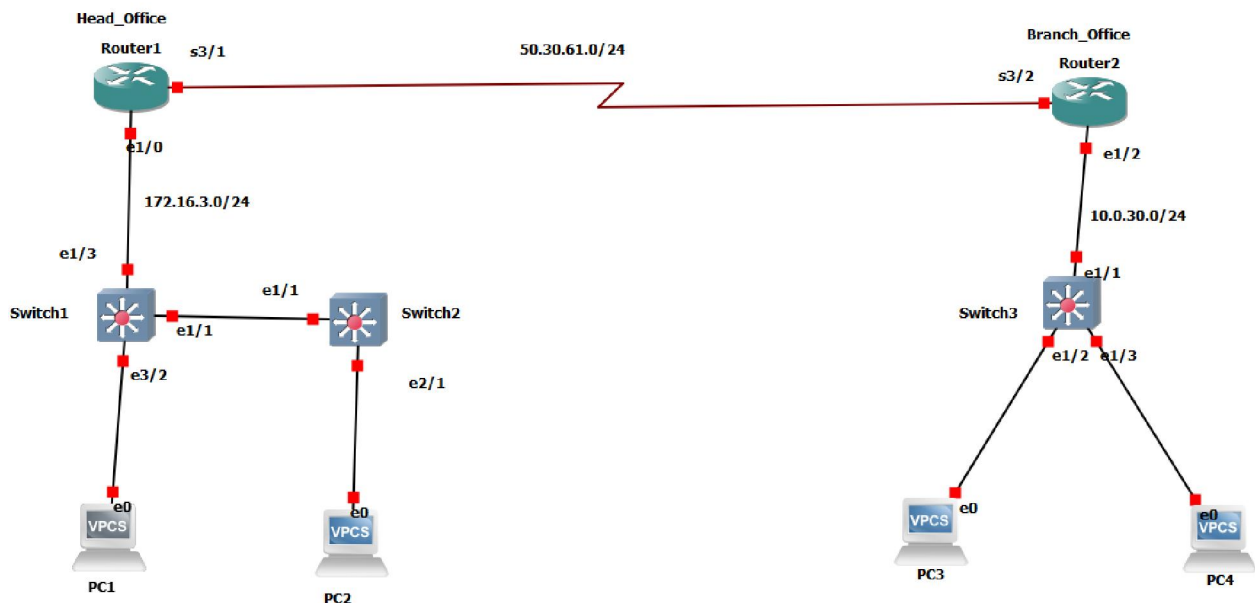 Head_Office
Router1
s3/1
50.30.61.0/24
Branch_Office
Router2
s3/2
e1/0
e1/2
172.16.3.0/24
10.0.30.0/24
e1/3
e1/1
Switch1
e1/1
e1/1
Switch2
Switch3
e3/2
e2/1
e1/2
e1/3
e0
VPCS
PC1
e0
VPCS
PC2
e0
VPCS
PC3
e0
VPCS
PC4